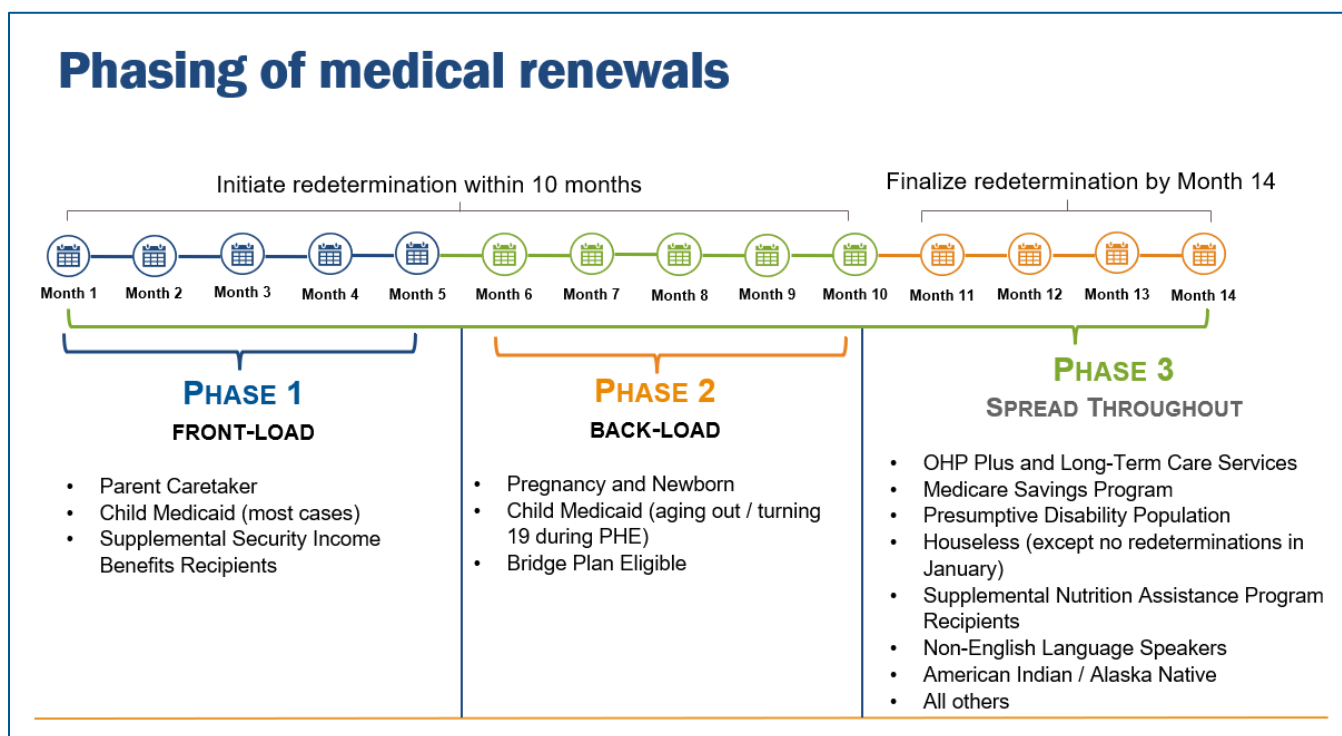 Phasing of medical renewals
Initiate redetermination within 10 months
Finalize redetermination by Month 14
Month 1
Month 2
Month 3
Month 4
Month 5
Month 6
Month 7
Month 8
Month 9
Month 10
Month 11
Month 12
Month 13
Month 14
PHASE 1
FRONT-LOAD
• Parent Caretaker
• Child Medicaid (most cases)
• Supplemental Security Income
Benefits Recipients
PHASE 2
BACK-LOAD
• Pregnancy and Newborn
• Child Medicaid (aging out / turning
19 during PHE)
• Bridge Plan Eligible
PHASE 3
SPREAD THROUGHOUT
• OHP Plus and Long-Term Care Services
• Medicare Savings Program
• Presumptive Disability Population
• Houseless (except no redeterminations in
January)
• Supplemental Nutrition Assistance Program
Recipients
• Non-English Language Speakers
• American Indian / Alaska Native
• All others